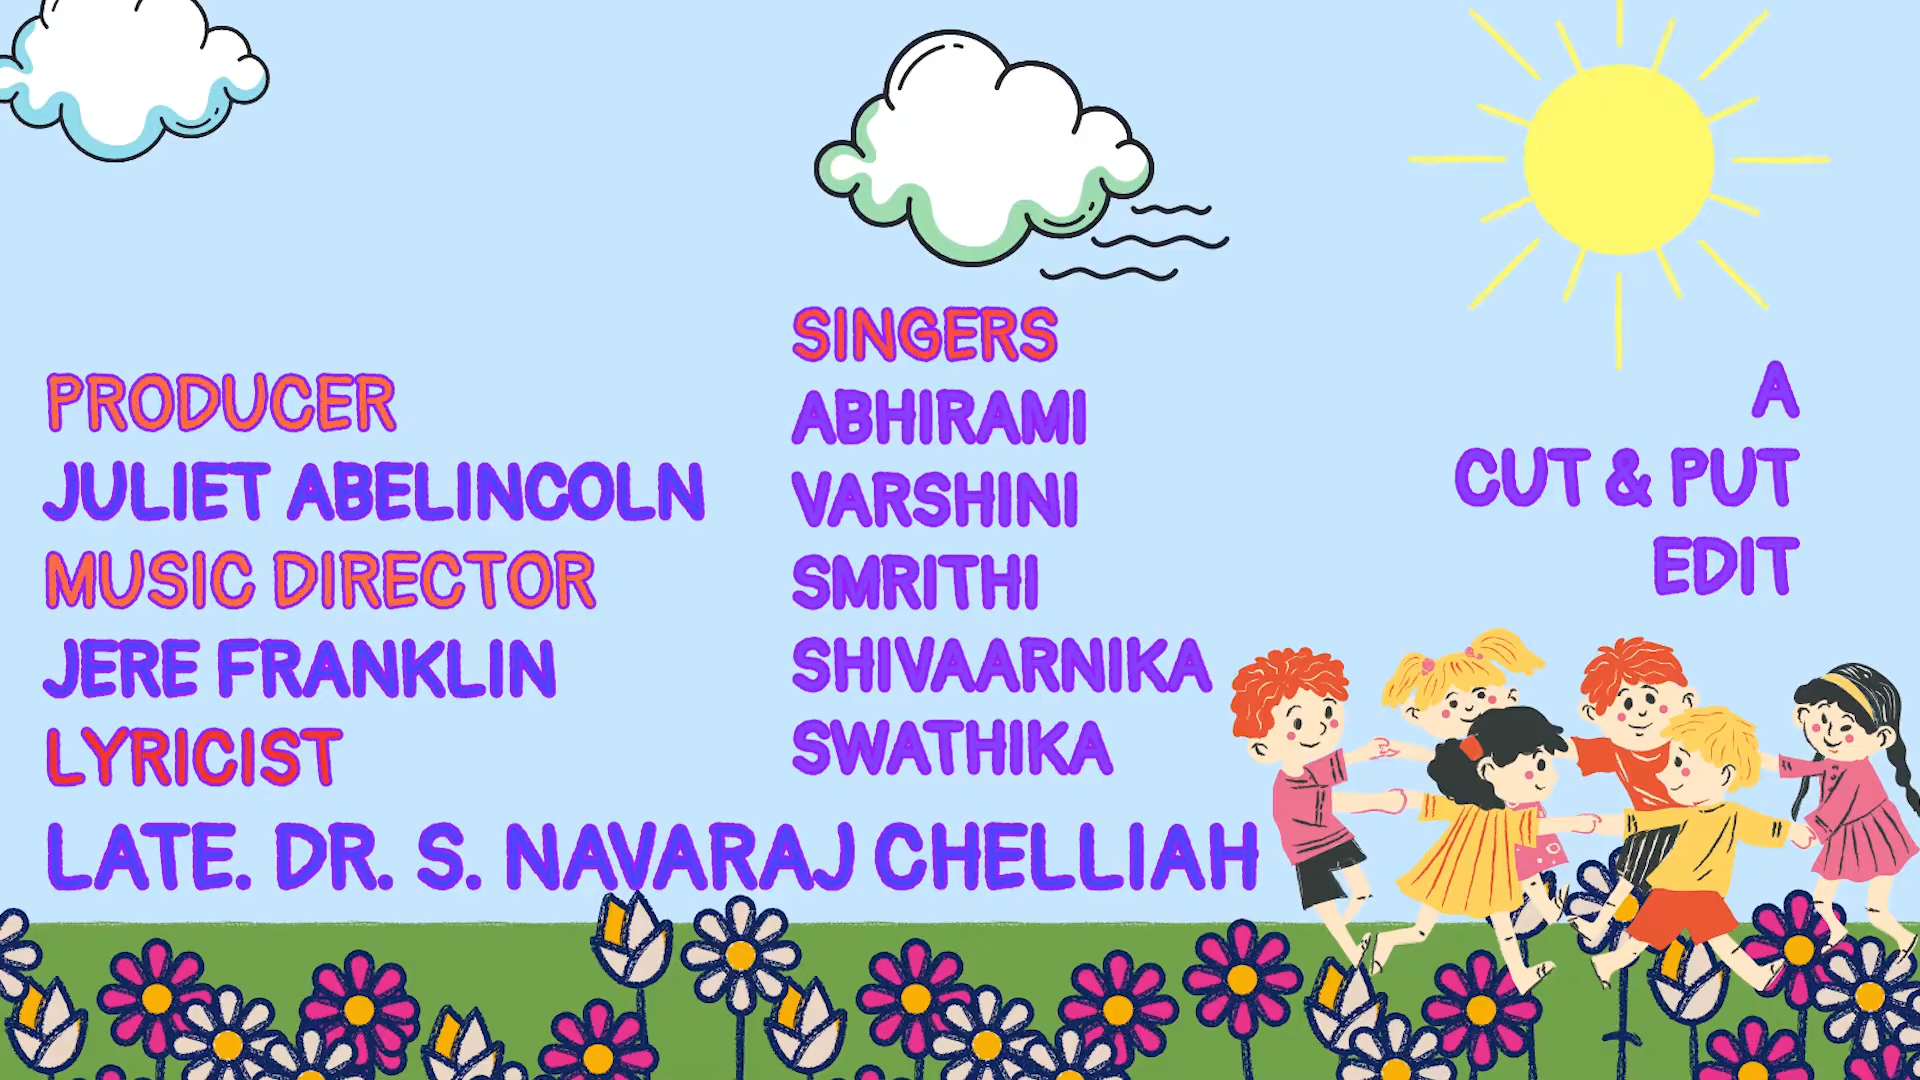 PRODUCER
JULIET ABELINCOLN
MUSIC DIRECTOR
JERE FRANKLIN
LYRICIST
LATE. DR. S. NAVARAJ CHELLIAH
SINGERS
ABHIRAMI
VARSHINI
SMRITHI
SHIVAARNIKA
SWATHIKA
A
CUT & PUT
EDIT